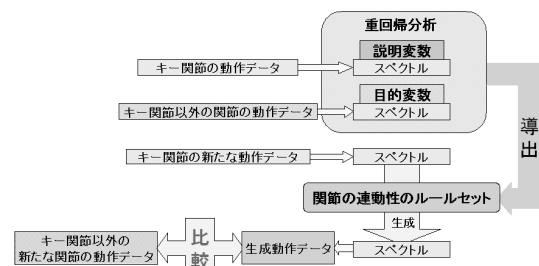 重回帰分析
説明変数
キー関節の動作データ
スペクトル
目的変数
キー関節以外の関節の動作データ
スペクトル
導出
キー関節の新たな動作データ
スペクトル
関節の連動性のルールセット
生成
キー関節以外の
新たな関節の動作データ
比較
生成動作データ
スペクトル